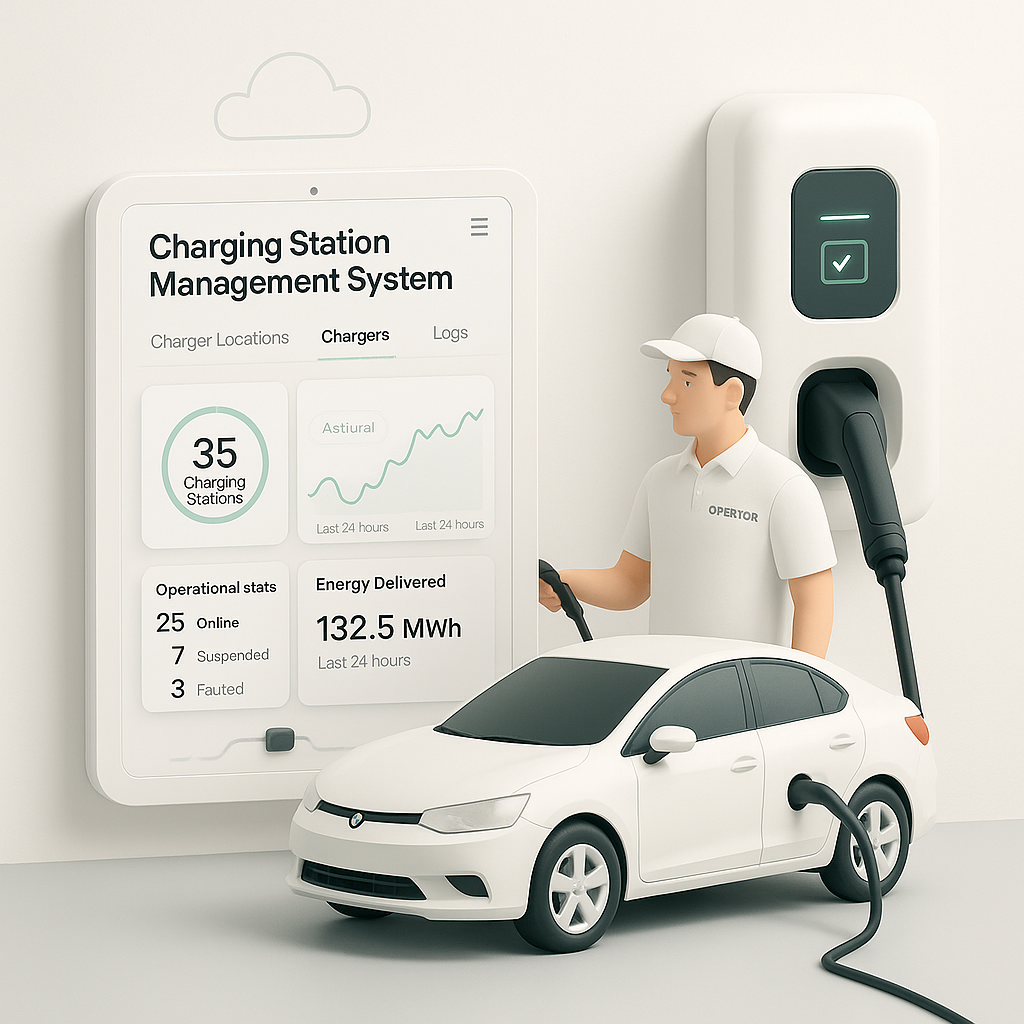 Charging Station
Management System
Charger Locations Chargers Logs
35
Charging
Stations
Astiural
Last 24 hours Last 24 hours
Operational stats
25 Online
7 Suspended
3 Fauted
Energy Delivered
132.5 MWh
Last 24 hours
OPERTOR